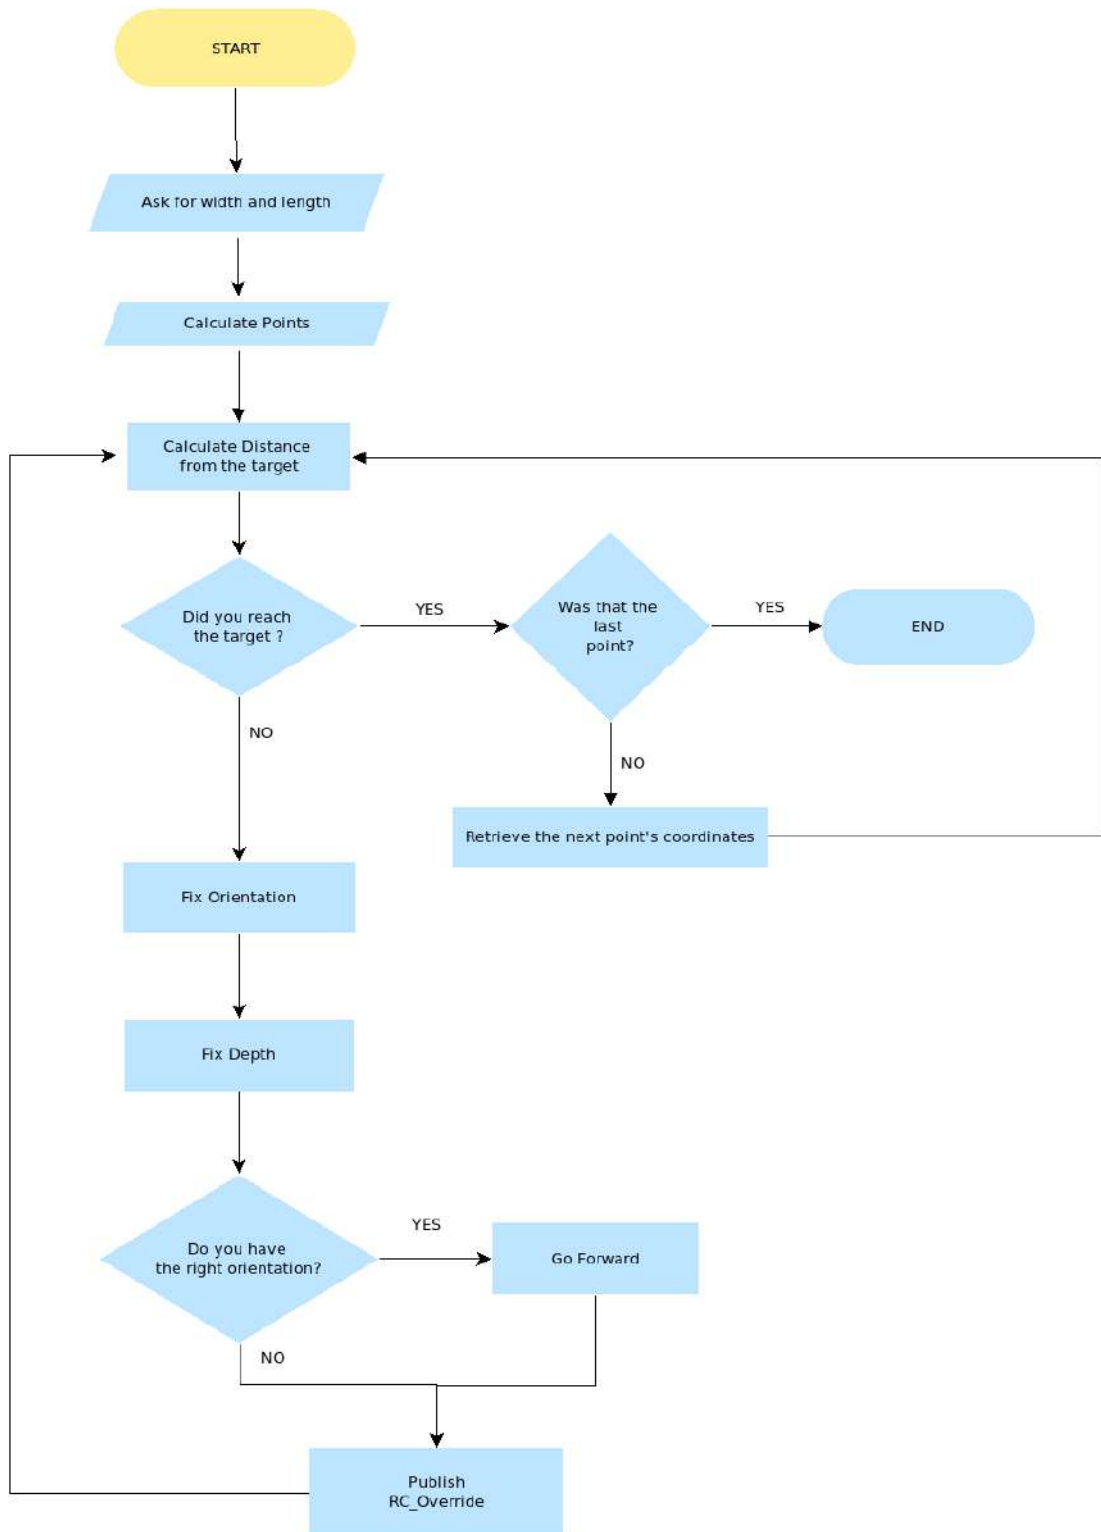 START
Ask for width and length
Calculate Points
Calculate Distance
from the target
Did you reach
the target ?
YES
Was that the
last
point?
YES
END
NO
NO
Retrieve the next point's coordinates
Fix Orientation
Fix Depth
Do you have
the right orientation?
YES
Go Forward
NO
Publish
RC_Override